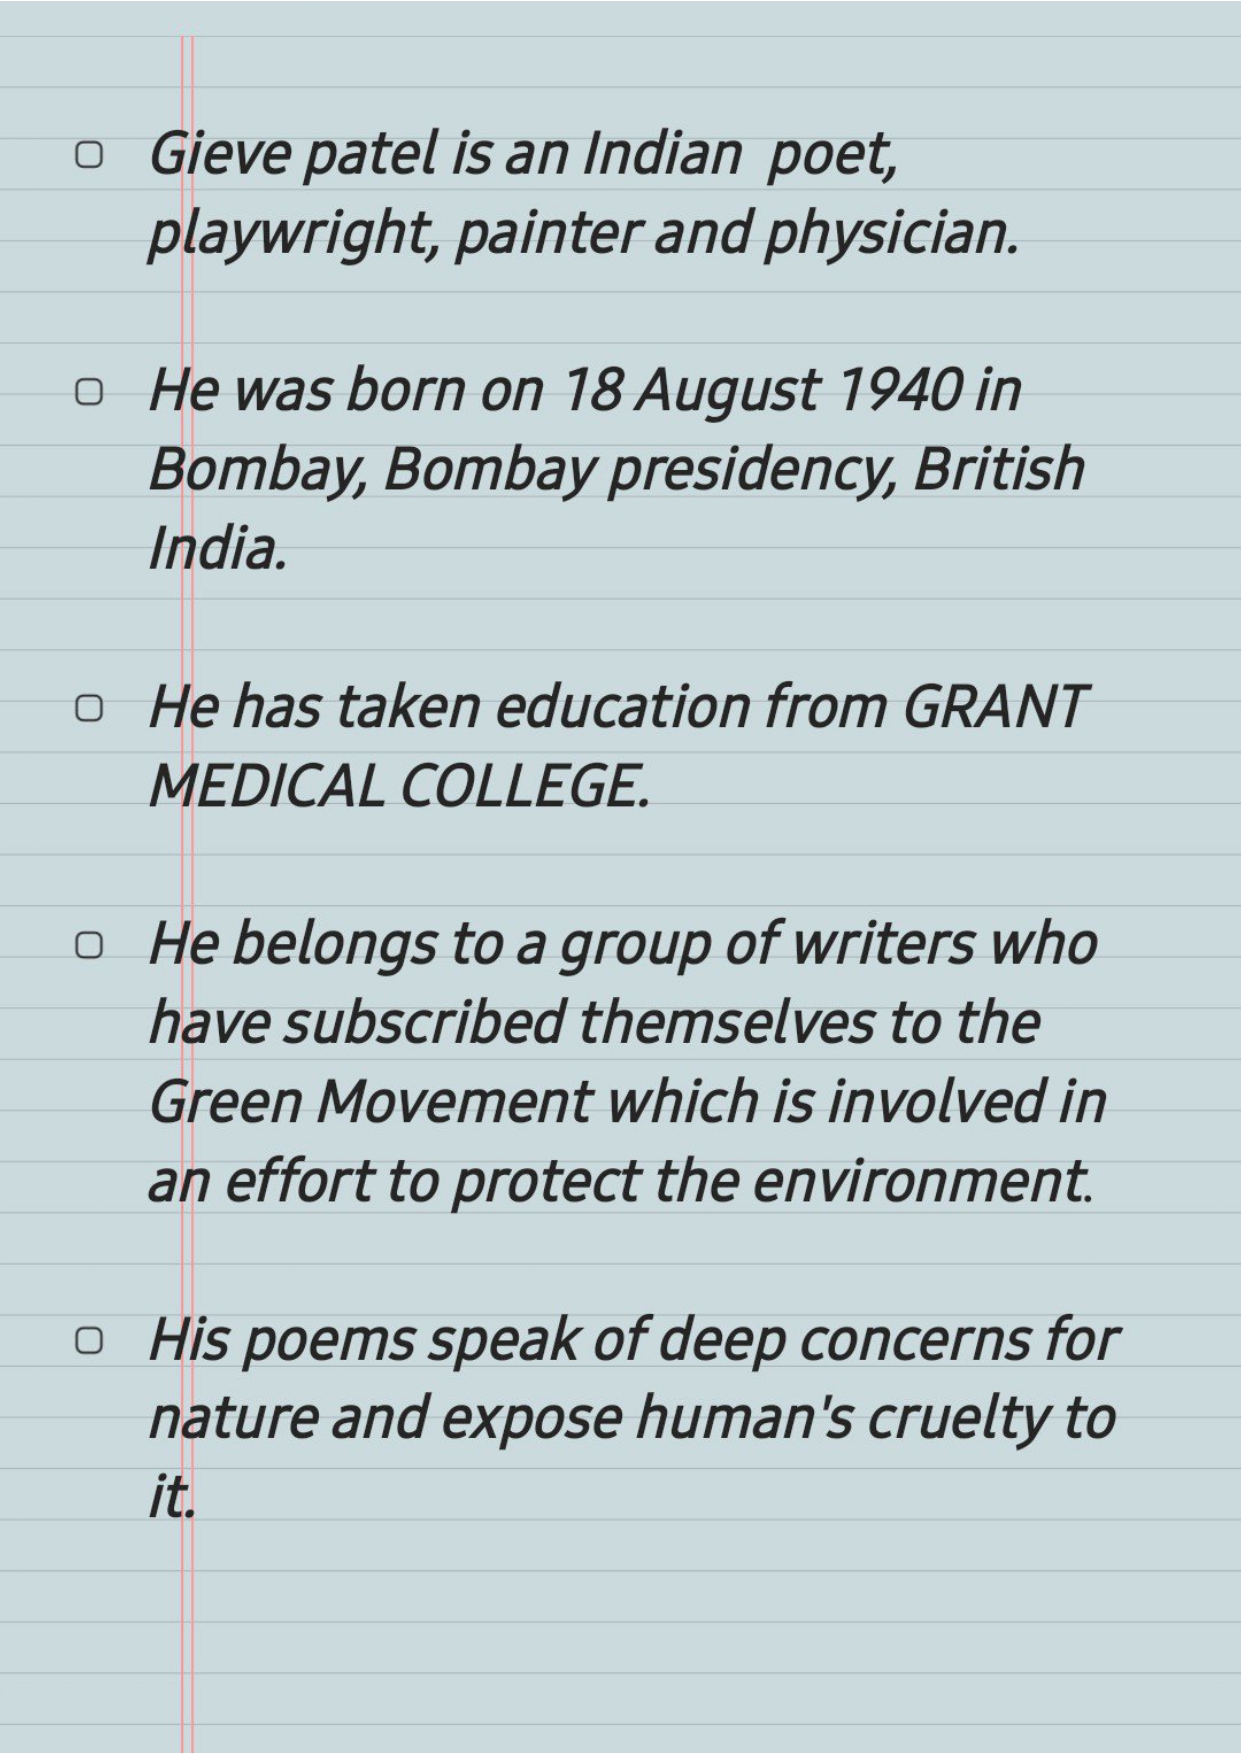 Gieve patel is an Indian  poet,
playwright, painter and physician.
He was born on 18 August 1940 in
Bombay, Bombay presidency, British
India.
He has taken education from GRANT
MEDICAL COLLEGE.
He belongs to a group of writers who
have subscribed themselves to the
Green Movement which is involved in
an effort to protect the environment.
His poems speak of deep concerns for
nature and expose human's cruelty to
it.